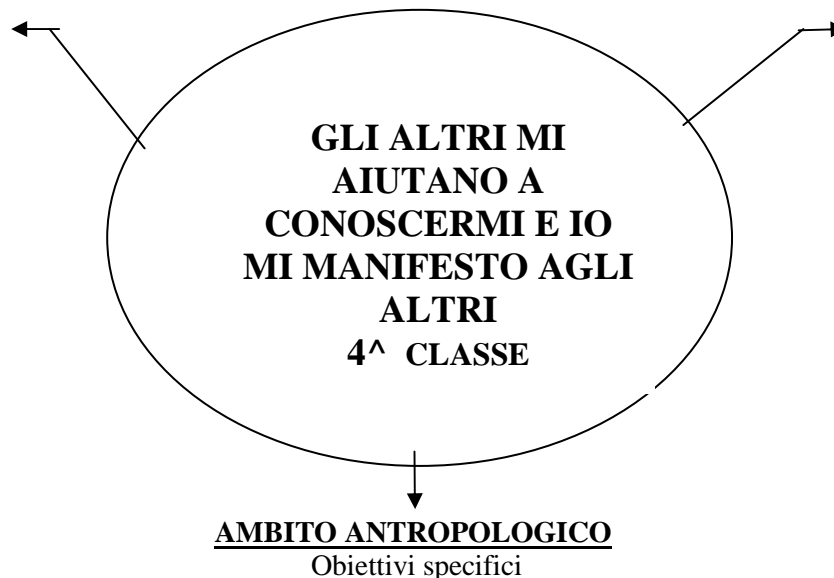 GLI ALTRI MI
AIUTANO A
CONOSCERMI E IO
MI MANIFESTO AGLI
ALTRI
4^ CLASSE
AMBITO ANTROPOLOGICO
Obiettivi specifici